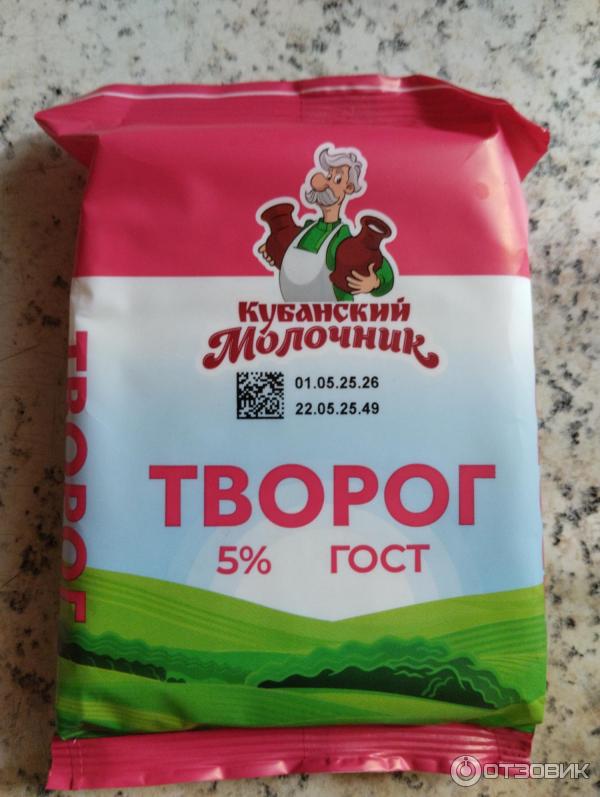 Кубанский
Молочник
01.05.25.26
22.05.25.49
ТВОРОГ
5% ГОСТ
ТВОРОГ
ОТЗОВИК